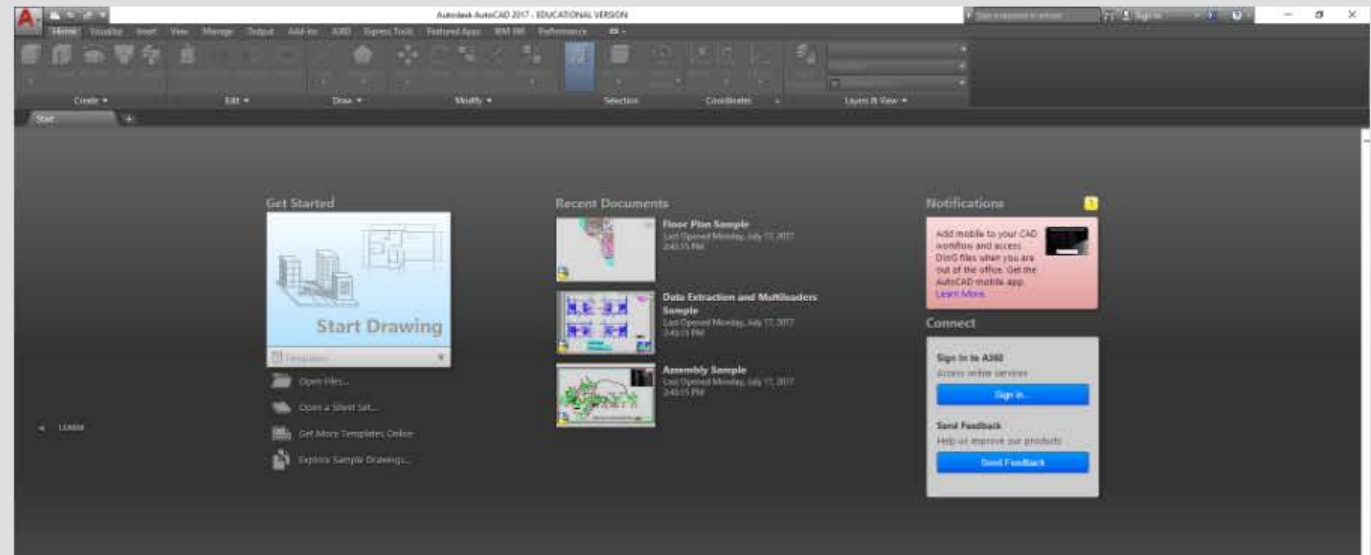 Autodesk AutoCAD 2017 - EDUCATIONAL VERSION
Sign In
Home Visualize Insert View Manage Output Add-ins A360 Express Tools Featured Apps BIM 360 Performance
Create Edit Draw Modify Selection Coordinates Layers & View
Start
Get Started
Start Drawing
Templates
Open Files...
Open a Sheet Set...
Get More Templates Online
Explore Sample Drawings...
LEARN
Recent Documents
Floor Plan Sample
Last Opened Monday, July 17, 2017
2:43:15 PM
Data Extraction and Multileaders
Sample
Last Opened Monday, July 17, 2017
2:43:15 PM
Assembly Sample
Last Opened Monday, July 17, 2017
2:43:15 PM
Notifications
Add mobile to your CAD
workflow and access
DWG files when you are
out of the office. Get the
AutoCAD mobile app.
Learn More.
Connect
Sign In to A360
Access online services
Sign In...
Send Feedback
Help us improve our products
Send Feedback